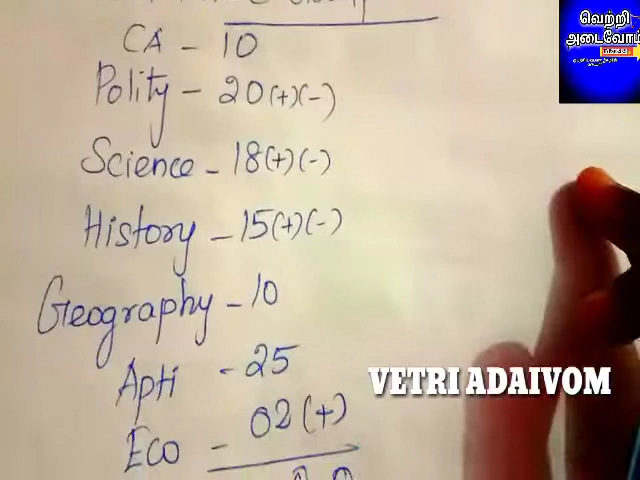 CA - 10
Polity - 20(+)(-)
Science - 18(+)(-)
History - 15(+)(-)
Geography - 10
Apti - 25
Eco - 02(+)
வெற்றி
அடைவோம்
VETRI ADAIVOM